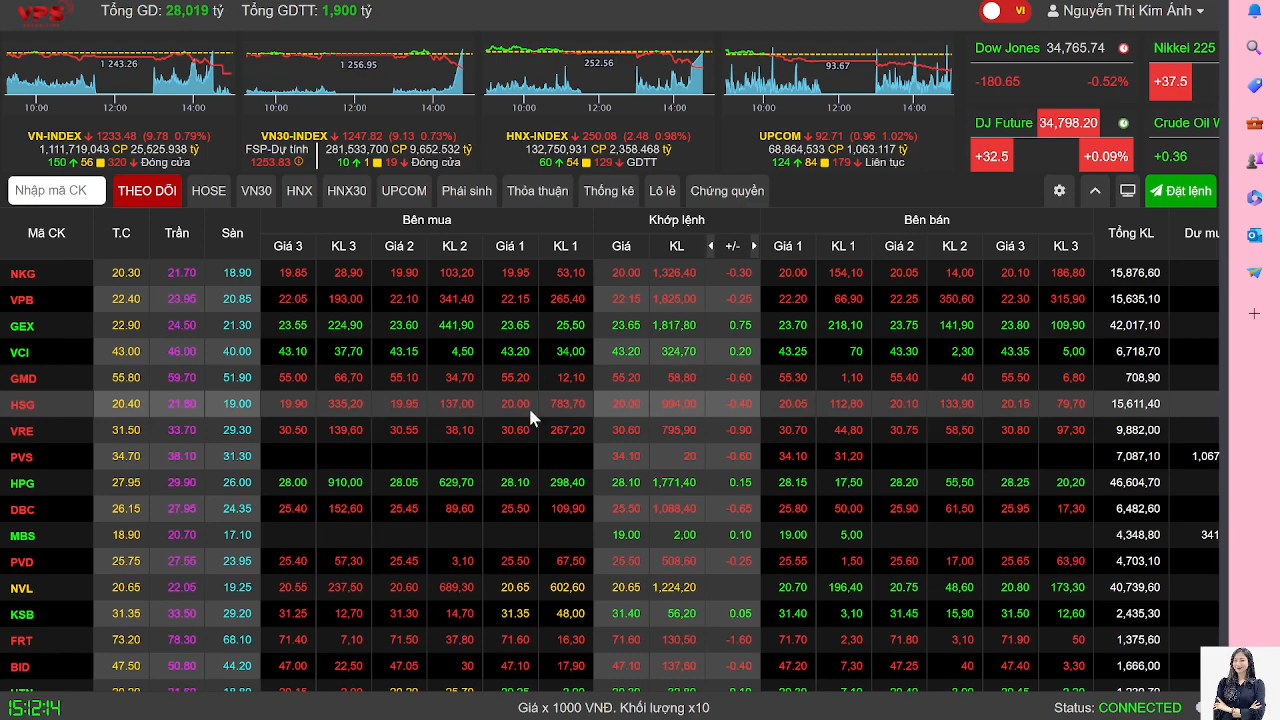 VPS
Tổng GD: 28,019 tỷ Tổng GDTT: 1,900 tỷ
VI Nguyễn Thị Kim Ánh
1 243.26
10:00 12:00 14:00
VN-INDEX 1233.48 (9.78 0.79%)
1,111,719,043 CP 25,525.938 tỷ
150 56 320 Đóng cửa
1 256.95
10:00 12:00 14:00
VN30-INDEX 1247.82 (9.13 0.73%)
FSP-Dự tính 281,533,700 CP 9,652.532 tỷ
1253.83 10 1 19 Đóng cửa
252.56
10:00 12:00 14:00
HNX-INDEX 250.08 (2.48 0.98%)
132,750,931 CP 2,358.468 tỷ
60 54 129 GDTT
93.67
10:00 12:00 14:00
UPCOM 92.71 (0.96 1.02%)
68,864,533 CP 1,063.117 tỷ
124 84 179 Liên tục
Dow Jones 34,765.74
-180.65 -0.52%
Nikkei 225
+37.5
DJ Future 34,798.20
+32.5 +0.09%
Crude Oil W
+0.36
Nhập mã CK THEO DÕI HOSE VN30 HNX HNX30 UPCOM Phái sinh Thỏa thuận Thống kê Lô lẻ Chứng quyền Đặt lệnh
Mã CK T.C Trần Sàn Bên mua Khớp lệnh Bên bán Tổng KL Dư mu
Giá 3 KL 3 Giá 2 KL 2 Giá 1 KL 1 Giá KL +/- Giá 1 KL 1 Giá 2 KL 2 Giá 3 KL 3
NKG 20.30 21.70 18.90 19.85 28,90 19.90 103,20 19.95 53,10 20.00 1,326,40 -0.30 20.00 154,10 20.05 14,00 20.10 186,80 15,876,60
VPB 22.40 23.95 20.85 22.05 193,00 22.10 341,40 22.15 265,40 22.15 1,825,00 -0.25 22.20 66,90 22.25 350,60 22.30 315,90 15,635,10
GEX 22.90 24.50 21.30 23.55 224,90 23.60 441,90 23.65 25,50 23.65 1,817,80 0.75 23.70 218,10 23.75 141,90 23.80 109,90 42,017,10
VCI 43.00 46.00 40.00 43.10 37,70 43.15 4,50 43.20 34,00 43.20 324,70 0.20 43.25 70 43.30 2,30 43.35 5,00 6,718,70
GMD 55.80 59.70 51.90 55.00 66,70 55.10 34,70 55.20 12,10 55.20 58,80 -0.60 55.30 1,10 55.40 40 55.50 6,80 708,90
HSG 20.40 21.80 19.00 19.90 335,20 19.95 137,00 20.00 783,70 20.00 994,00 -0.40 20.05 112,80 20.10 133,90 20.15 79,70 15,611,40
VRE 31.50 33.70 29.30 30.50 139,60 30.55 38,10 30.60 267,20 30.60 795,90 -0.90 30.70 44,80 30.75 58,50 30.80 97,30 9,882,00
PVS 34.70 38.10 31.30 34.10 20 -0.60 34.10 31,20 7,087,10 1,067
HPG 27.95 29.90 26.00 28.00 910,00 28.05 629,70 28.10 298,40 28.10 1,771,40 0.15 28.15 17,50 28.20 55,50 28.25 20,20 46,604,70
DBC 26.15 27.95 24.35 25.40 152,60 25.45 89,60 25.50 109,90 25.50 1,088,40 -0.65 25.80 50,00 25.90 61,50 25.95 17,30 6,482,60
MBS 18.90 20.70 17.10 19.00 2,00 0.10 19.00 5,00 4,348,80 341
PVD 25.75 27.55 23.95 25.40 57,30 25.45 3,10 25.50 67,50 25.50 508,60 -0.25 25.55 1,50 25.60 17,00 25.65 63,90 4,703,10
NVL 20.65 22.05 19.25 20.55 237,50 20.60 689,30 20.65 602,60 20.65 1,224,20 20.70 196,40 20.75 48,60 20.80 173,30 40,739,60
KSB 31.35 33.50 29.20 31.25 12,70 31.30 14,70 31.35 48,00 31.40 56,20 0.05 31.40 3,10 31.45 15,90 31.50 12,60 2,435,30
FRT 73.20 78.30 68.10 71.40 7,10 71.50 37,80 71.60 16,30 71.60 130,50 -1.60 71.70 2,30 71.80 3,10 71.90 50 1,375,60
BID 47.50 50.80 44.20 47.00 22,50 47.05 30 47.10 17,90 47.10 137,60 -0.40 47.20 7,30 47.25 40 47.40 3,30 1,666,00
15:12:14 Giá x 1000 VNĐ. Khối lượng x10 Status: CONNECTED